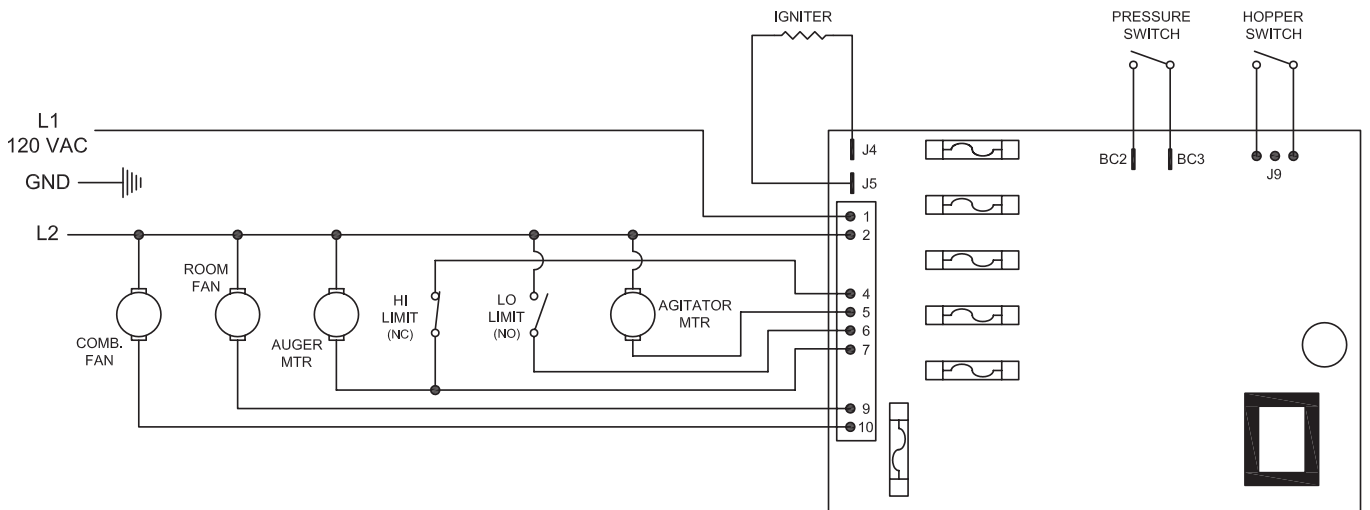 IGNITER
PRESSURE
SWITCH
HOPPER
SWITCH
L1
120 VAC
GND
L2
J4
J5
BC2
BC3
J9
1
2
4
5
6
7
9
10
COMB.
FAN
ROOM
FAN
AUGER
MTR
HI
LIMIT
(NC)
LO
LIMIT
(NO)
AGITATOR
MTR